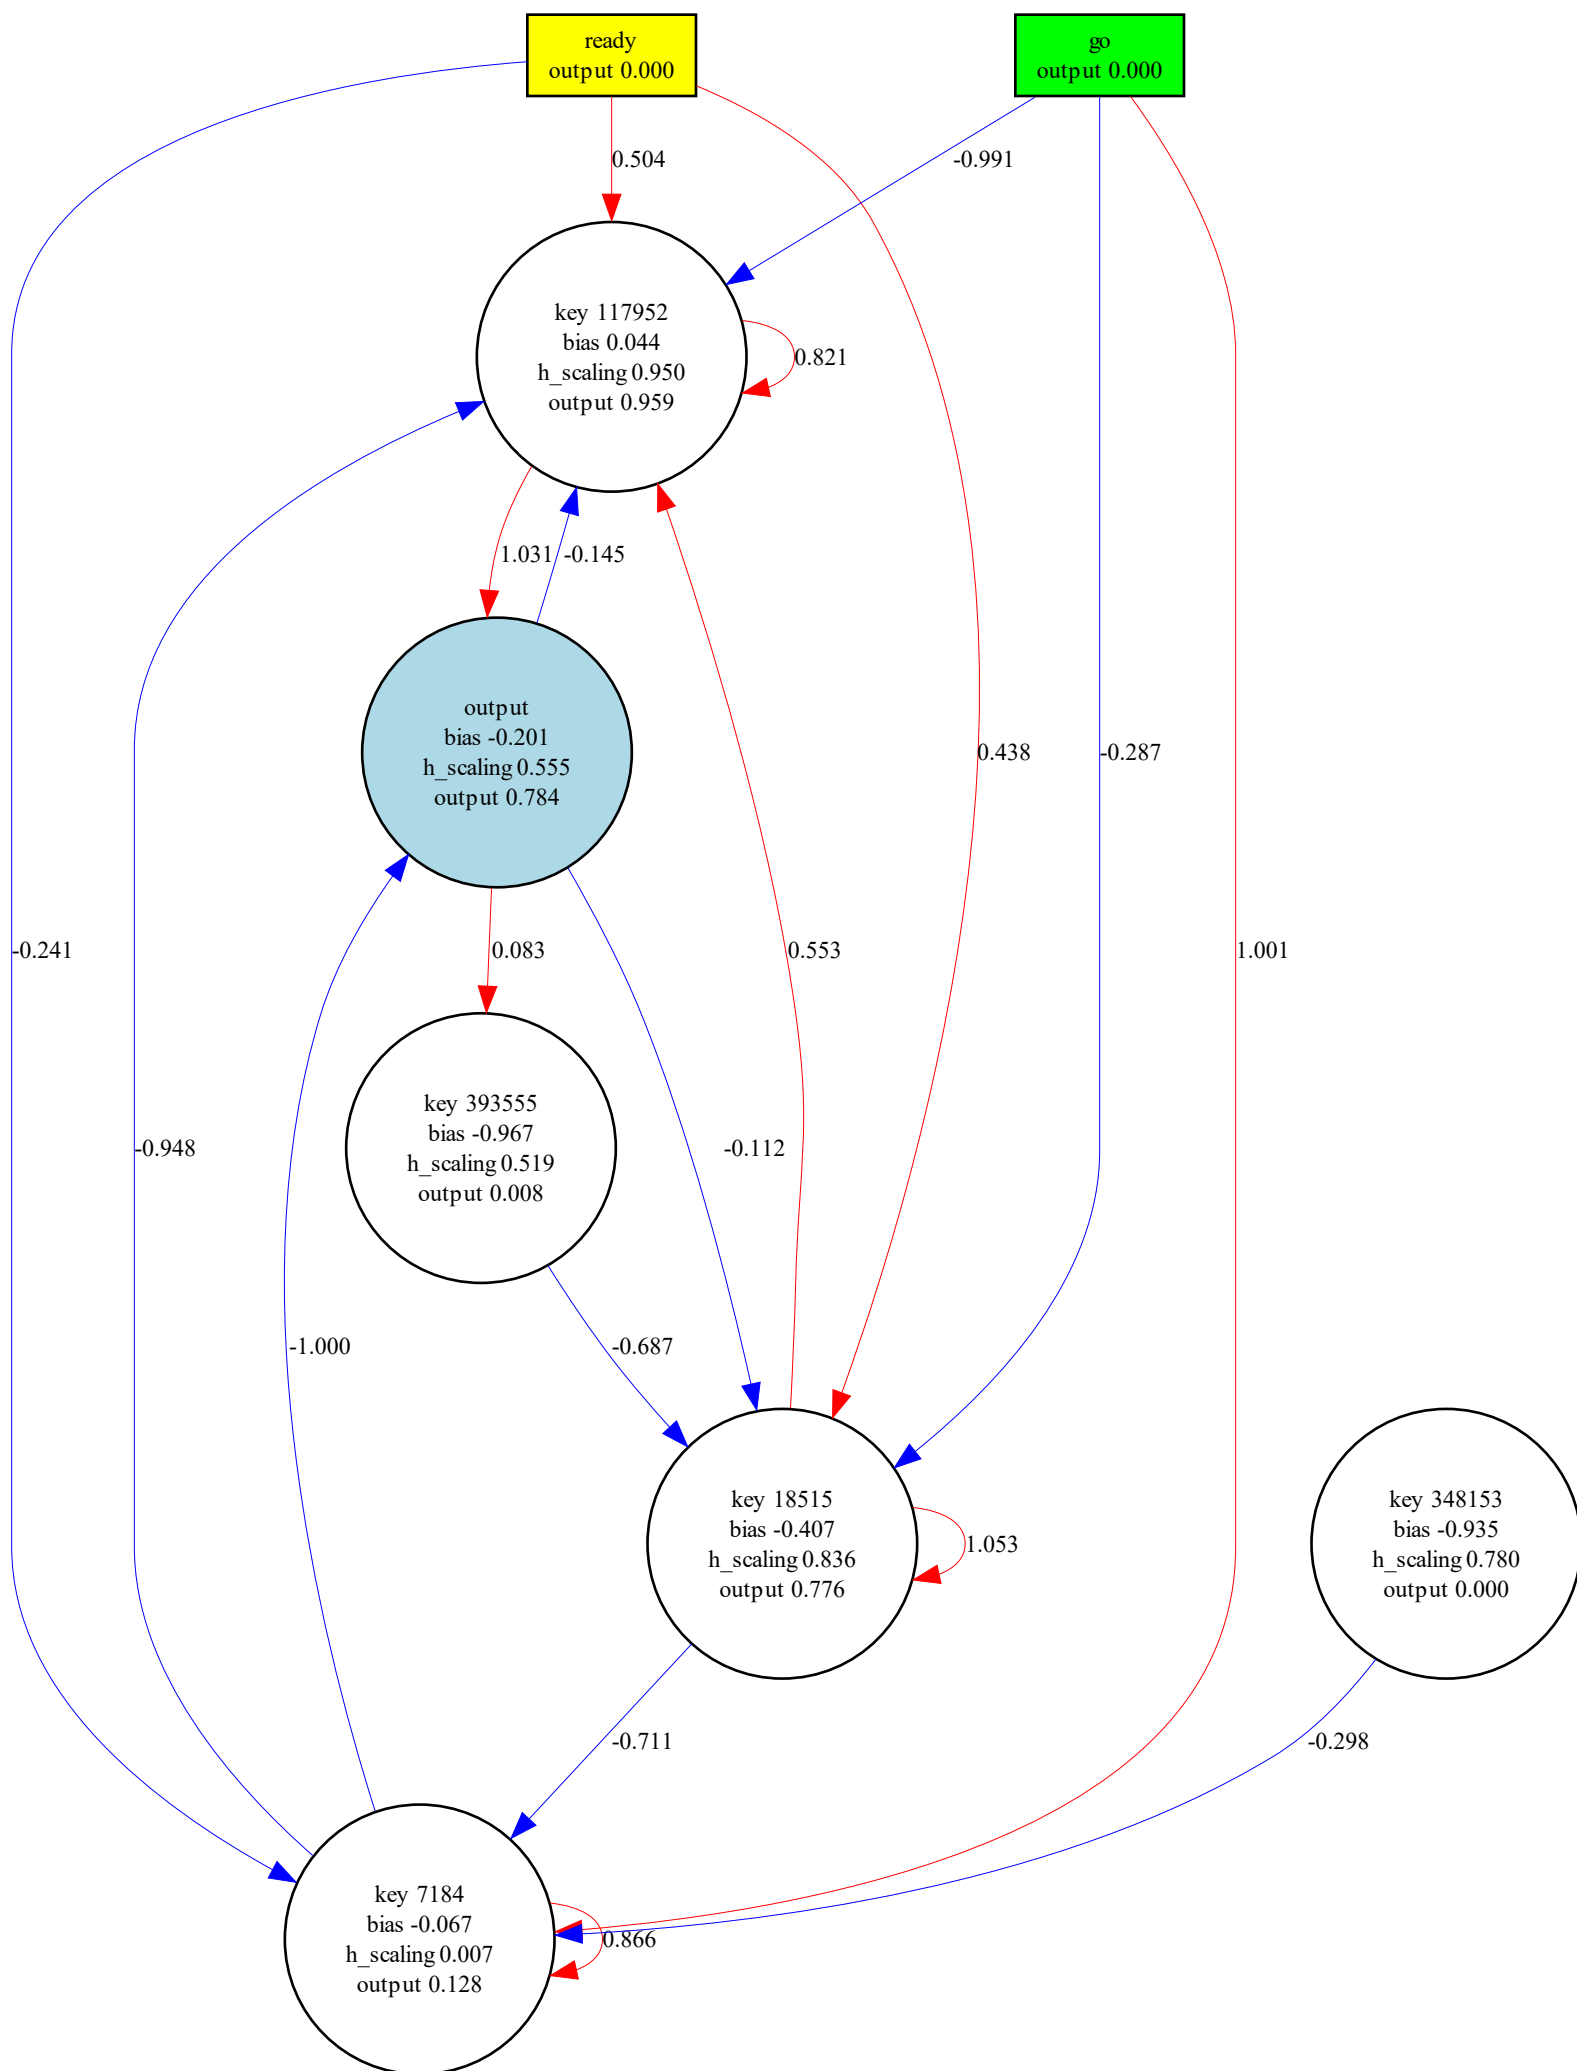 ready
output 0.000
go
output 0.000
0.504
-0.991
key 117952
bias 0.044
h_scaling 0.950
output 0.959
0.821
1.031
-0.145
output
bias -0.201
h_scaling 0.555
output 0.784
0.438
-0.287
-0.241
0.083
0.553
1.001
key 393555
bias -0.967
h_scaling 0.519
output 0.008
-0.948
-0.112
-1.000
-0.687
key 18515
bias -0.407
h_scaling 0.836
output 0.776
1.053
key 348153
bias -0.935
h_scaling 0.780
output 0.000
-0.711
-0.298
key 7184
bias -0.067
h_scaling 0.007
output 0.128
0.866